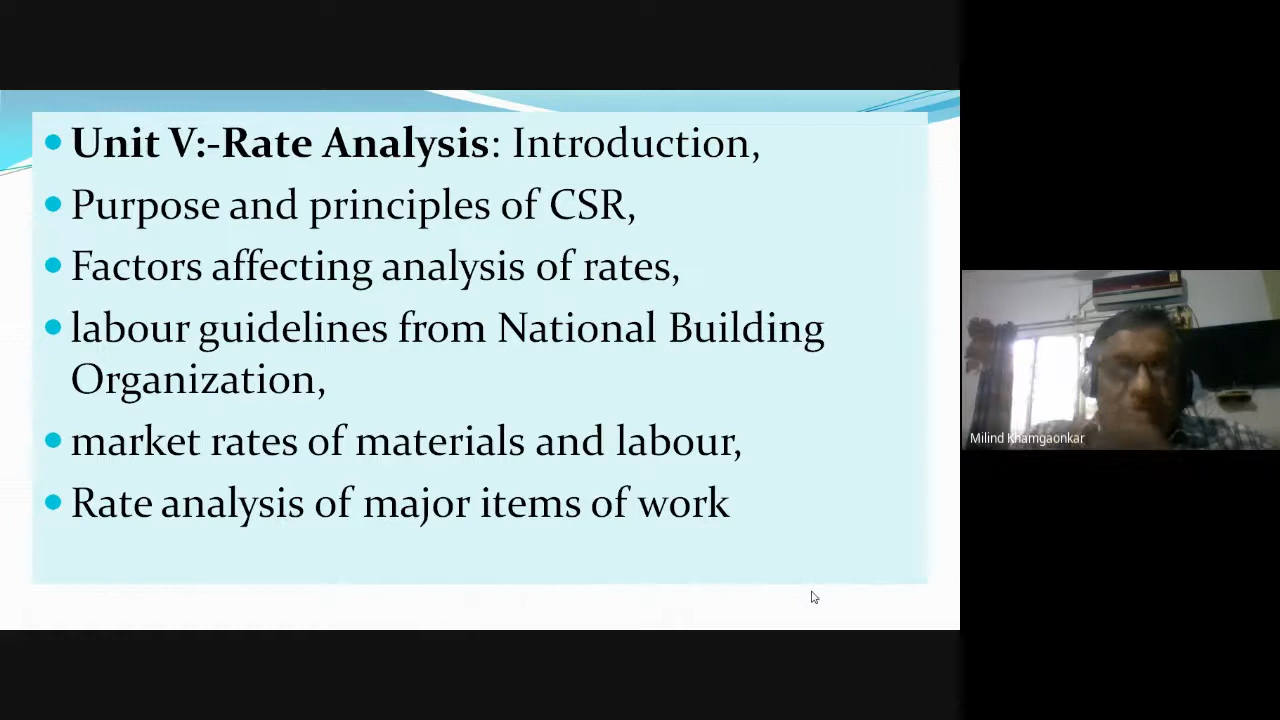 Unit V:-Rate Analysis: Introduction,
Purpose and principles of CSR,
Factors affecting analysis of rates,
labour guidelines from National Building
Organization,
market rates of materials and labour,
Rate analysis of major items of work
Milind Khamgaonkar